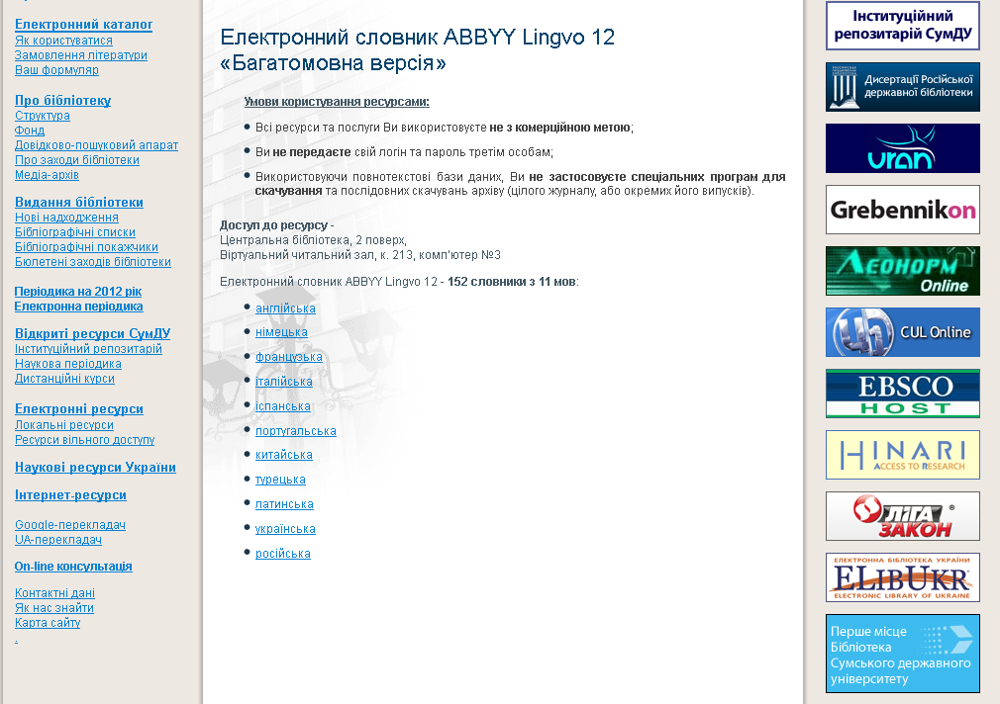 Електронний каталог
Як користуватися
Замовлення літератури
Ваш формуляр
Про бібліотеку
Структура
Фонд
Довідково-пошуковий апарат
Про заходи бібліотеки
Медіа-архів
Видання бібліотеки
Нові надходження
Бібліографічні списки
Бібліографічні покажчики
Бюлетені заходів бібліотеки
Періодика на 2012 рік
Електронна періодика
Відкриті ресурси СумДУ
Інституційний репозитарій
Наукова періодика
Дистанційні курси
Електронні ресурси
Локальні ресурси
Ресурси вільного доступу
Наукові ресурси України
Інтернет-ресурси
Google-перекладач
UA-перекладач
On-line консультація
Контактні дані
Як нас знайти
Карта сайту
.
Електронний словник ABBYY Lingvo 12
«Багатомовна версія»
Умови користування ресурсами:
Всі ресурси та послуги Ви використовуєте не з комерційною метою;
Ви не передаєте свій логін та пароль третім особам;
Використовуючи повнотекстові бази даних, Ви не застосовуєте спеціальних програм для
скачування та послідовних скачувань архіву (цілого журналу, або окремих його випусків).
Доступ до ресурсу -
Центральна бібліотека, 2 поверх,
Віртуальний читальний зал, к. 213, комп'ютер №3
Електронний словник ABBYY Lingvo 12 - 152 словники з 11 мов:
англійська
німецька
французька
італійська
іспанська
португальська
китайська
турецька
латинська
українська
російська
Інституційний
репозитарій СумДУ
Дисертації Російської
державної бібліотеки
uran
Grebennikon
Леонорм
Online
CUL Online
EBSCO
HOST
HINARI
ACCESS TO RESEARCH
ЛІГА
ЗАКОН
®
ЕЛЕКТРОННА БІБЛІОТЕКА УКРАЇНИ
ELIBUKR
ELECTRONIC LIBRARY OF UKRAINE
Перше місце
Бібліотека
Сумського державного
університету